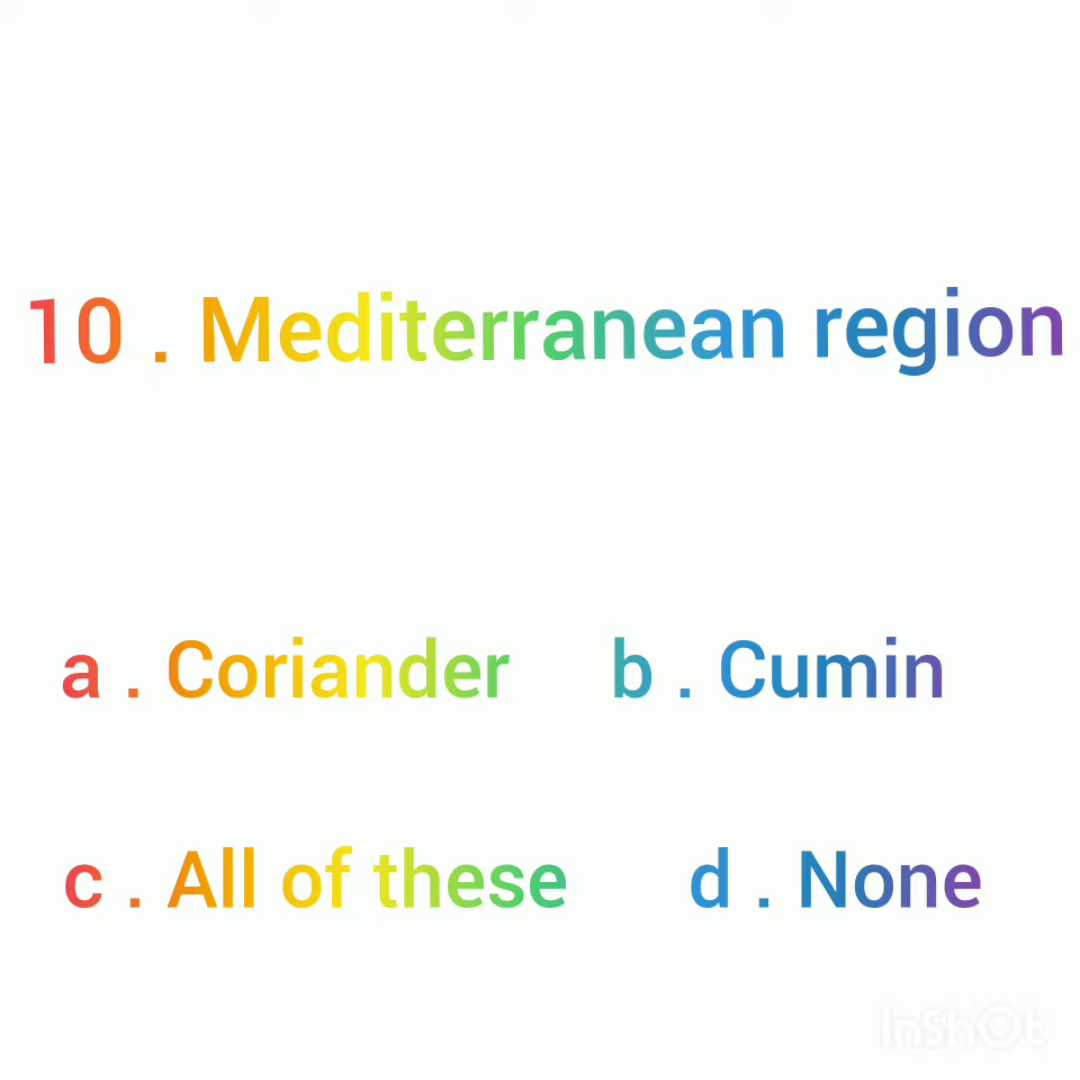 10 . Mediterranean region
a . Coriander b . Cumin
c . All of these d . None
InShOt